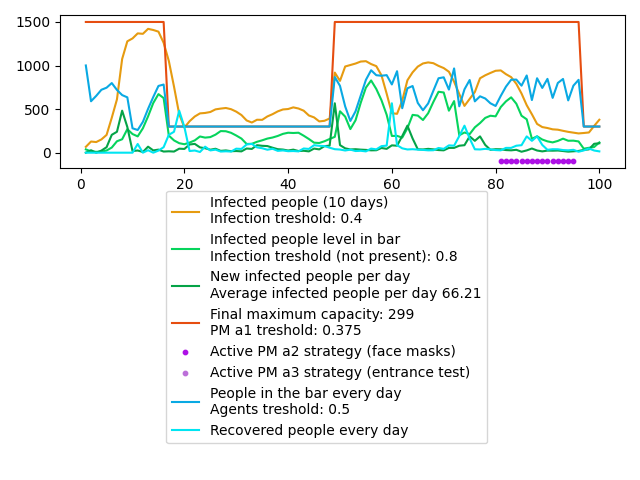 1500
1000
500
0
0
20
40
60
80
100
Infected people (10 days)
Infection treshold: 0.4
Infected people level in bar
Infection treshold (not present): 0.8
New infected people per day
Average infected people per day 66.21
Final maximum capacity: 299
PM a1 treshold: 0.375
Active PM a2 strategy (face masks)
Active PM a3 strategy (entrance test)
People in the bar every day
Agents treshold: 0.5
Recovered people every day